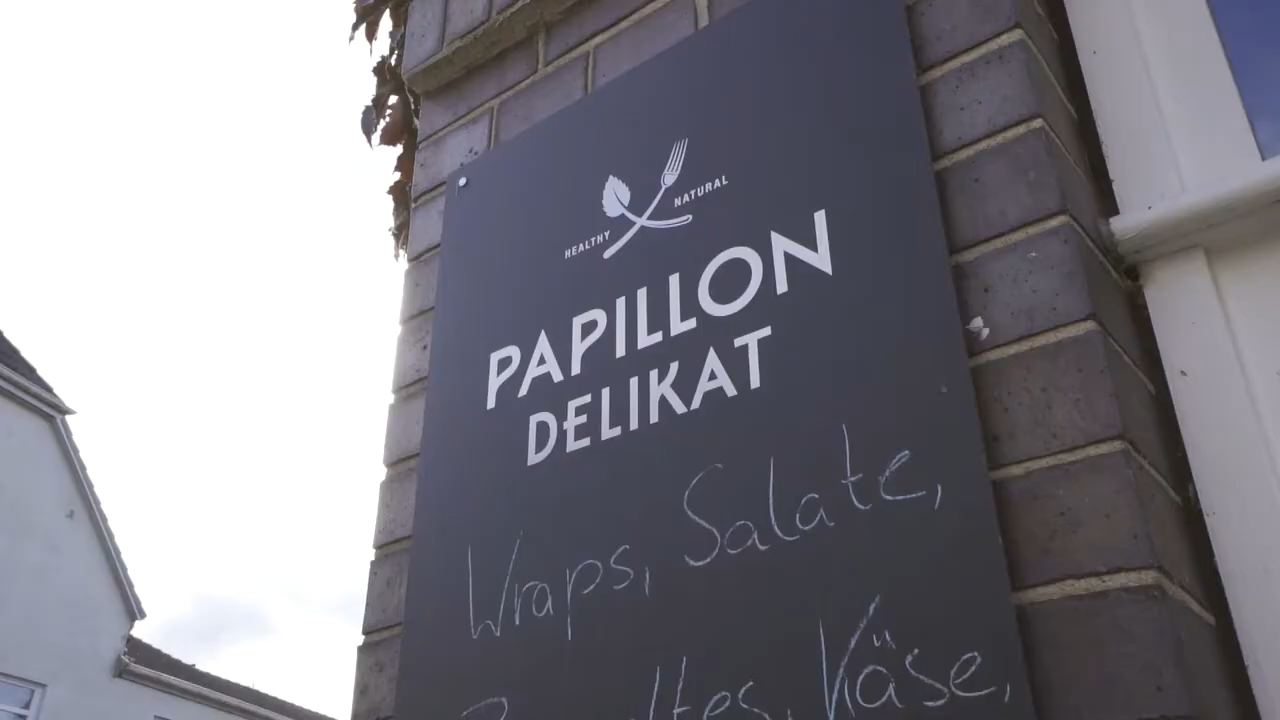 HEALTHY NATURAL
PAPILLON
DELIKAT
Wraps, Salate,
Käse,